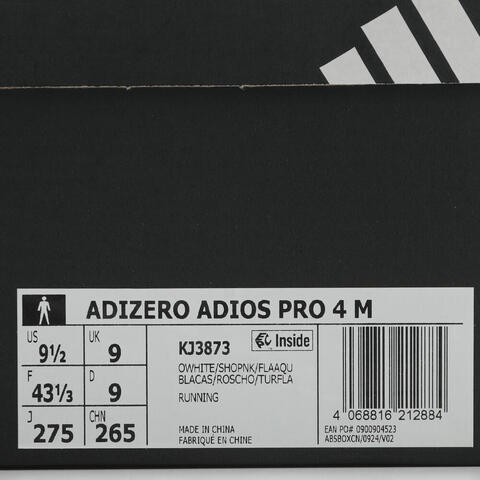 ADIZERO ADIOS PRO 4 M
US UK
9½ 9
F D
43⅓ 9
J CHN
275 265
KJ3873
Inside
OWHITE/SHOPNK/FLAAQU
BLACAS/ROSCHO/TURFLA
RUNNING
MADE IN CHINA
FABRIQUÉ EN CHINE
4 068816 212884
EAN PO# 0900904523
ABSBOXCN/0924/V02